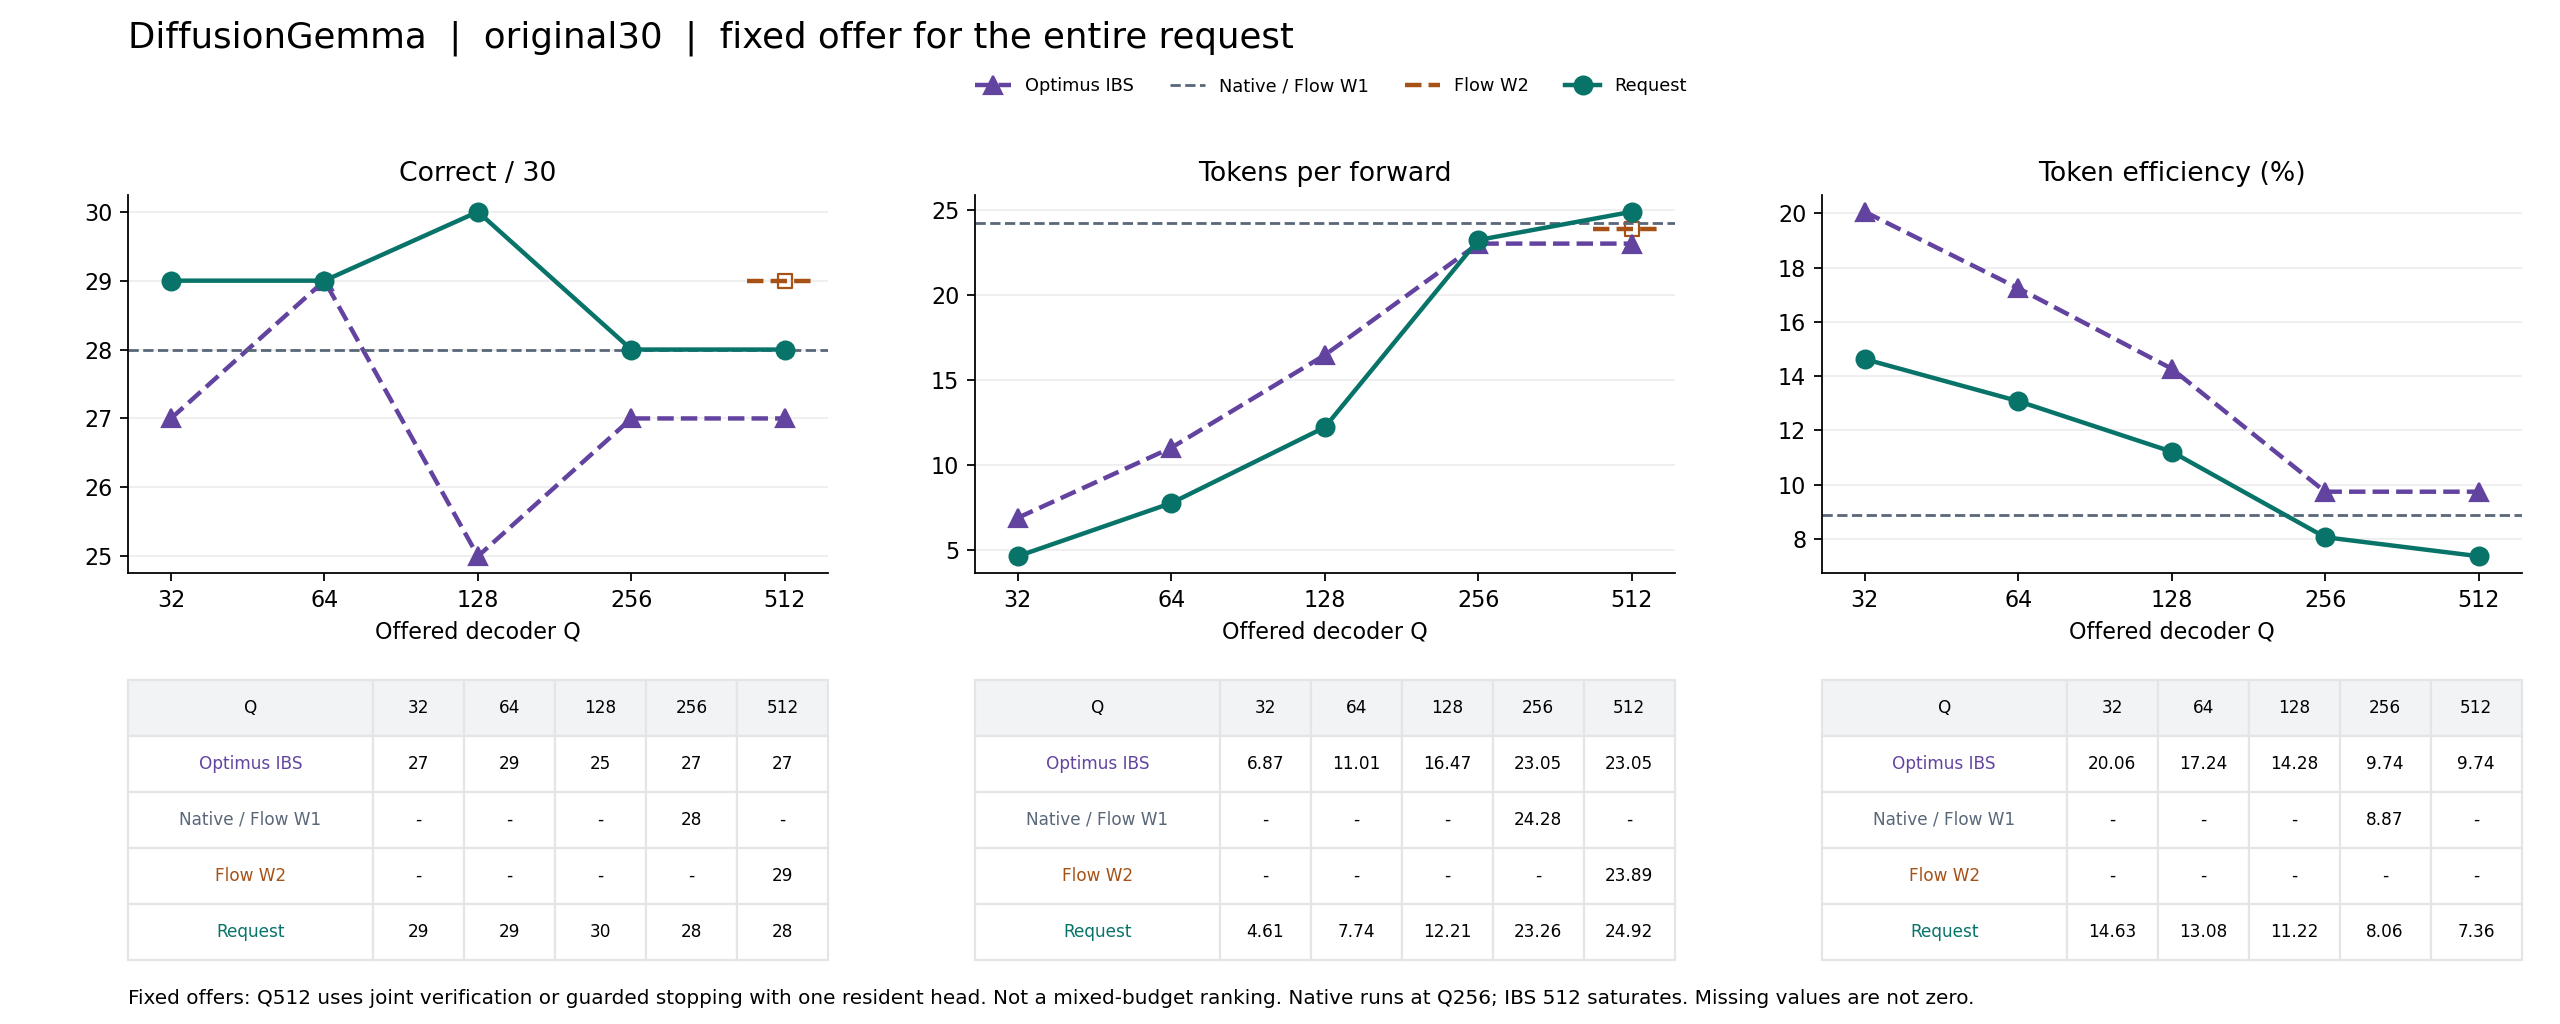 DiffusionGemma | original30 | fixed offer for the entire request
Optimus IBS Native / Flow W1 Flow W2 Request
Correct / 30
30
29
28
27
26
25
32 64 128 256 512
Offered decoder Q
Tokens per forward
25
20
15
10
5
32 64 128 256 512
Offered decoder Q
Token efficiency (%)
20
18
16
14
12
10
8
32 64 128 256 512
Offered decoder Q
Q 32 64 128 256 512
Optimus IBS 27 29 25 27 27
Native / Flow W1 - - - 28 -
Flow W2 - - - - 29
Request 29 29 30 28 28
Q 32 64 128 256 512
Optimus IBS 6.87 11.01 16.47 23.05 23.05
Native / Flow W1 - - - 24.28 -
Flow W2 - - - - 23.89
Request 4.61 7.74 12.21 23.26 24.92
Q 32 64 128 256 512
Optimus IBS 20.06 17.24 14.28 9.74 9.74
Native / Flow W1 - - - 8.87 -
Flow W2 - - - - -
Request 14.63 13.08 11.22 8.06 7.36
Fixed offers: Q512 uses joint verification or guarded stopping with one resident head. Not a mixed-budget ranking. Native runs at Q256; IBS 512 saturates. Missing values are not zero.